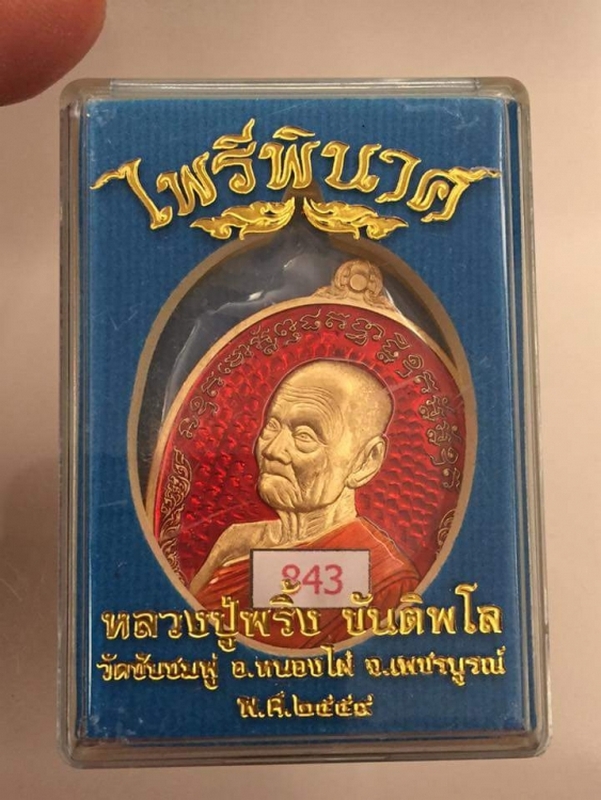 ไพรีพินาศ
843
หลวงปู่พริ้ง ขันติพโล
วัดซับชมพู่ อ.หนองไผ่ จ.เพชรบูรณ์
พ.ศ.๒๕๕๙